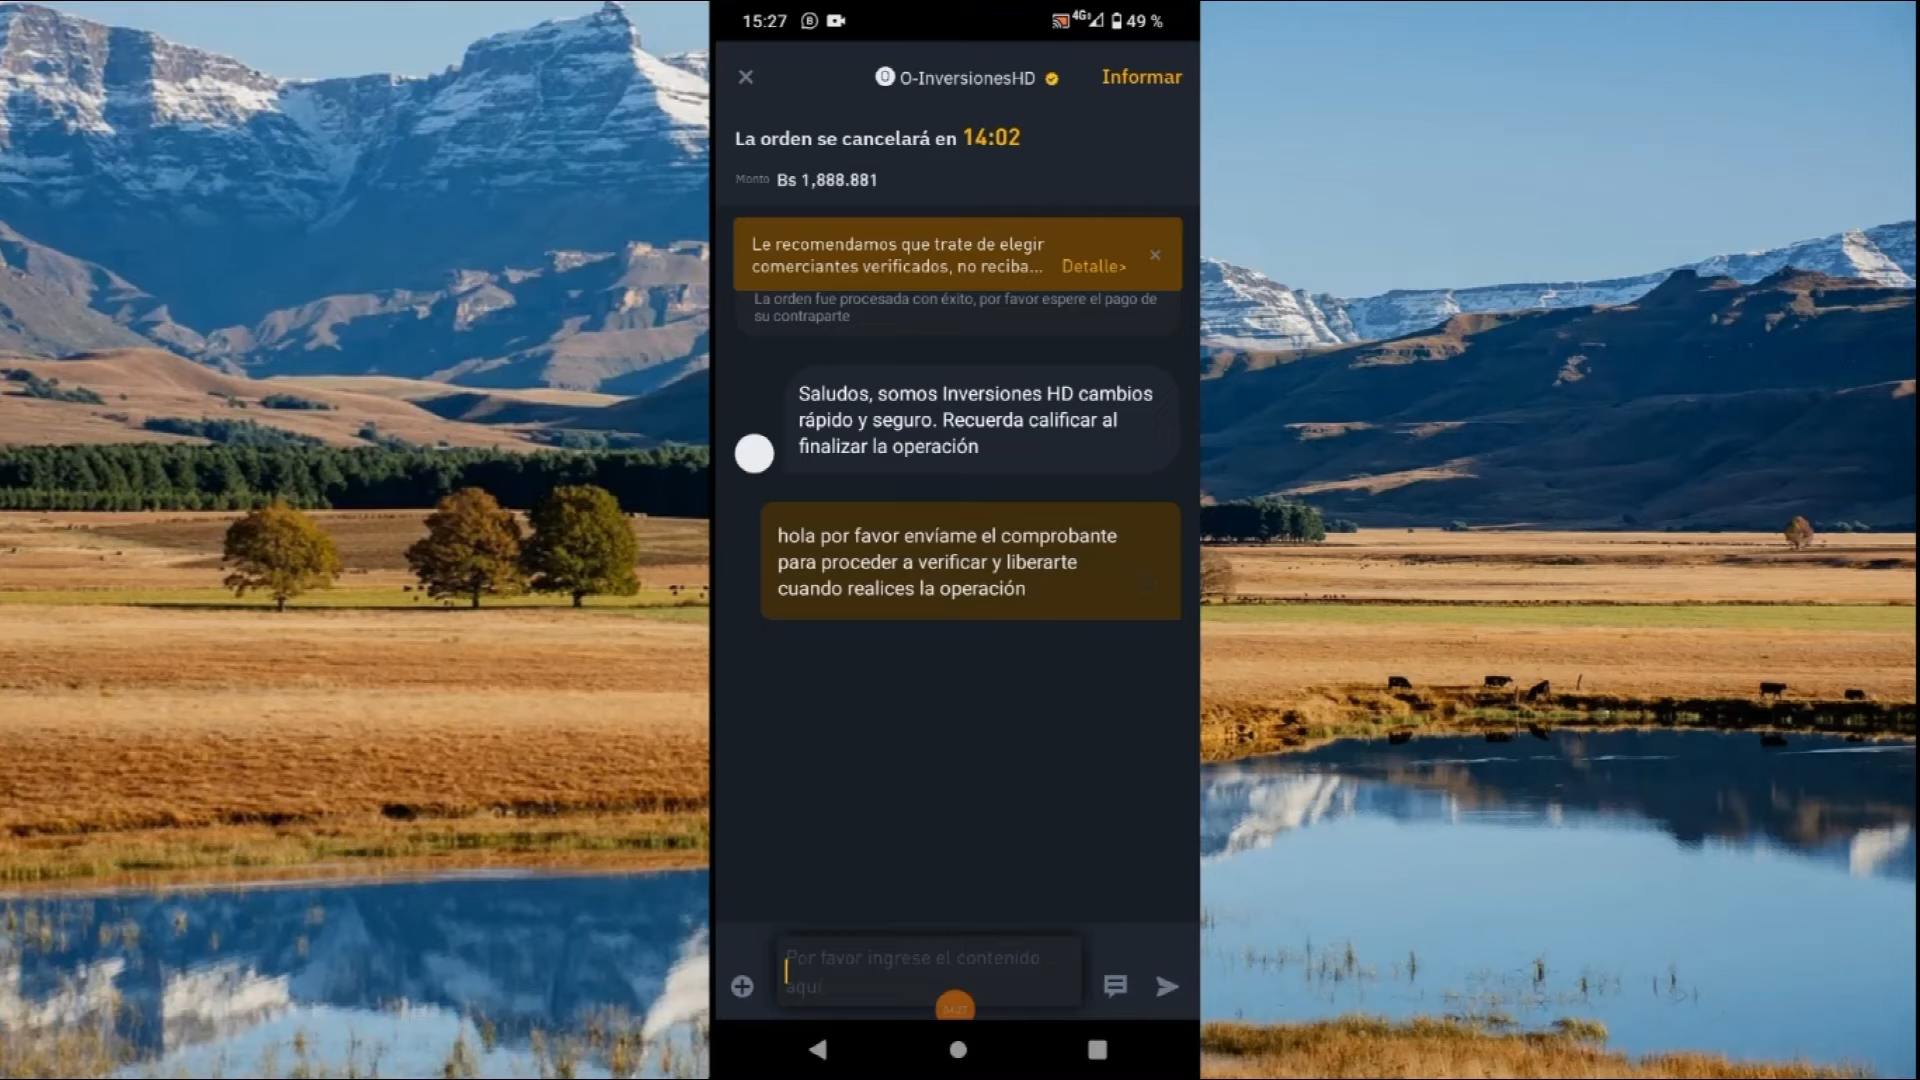 15:27 B 4G 49 %
O O-InversionesHD Informar
La orden se cancelará en 14:02
Monto Bs 1,888.881
Le recomendamos que trate de elegir
comerciantes verificados, no reciba... Detalle>
La orden fue procesada con éxito, por favor espere el pago de
su contraparte
Saludos, somos Inversiones HD cambios
rápido y seguro. Recuerda calificar al
finalizar la operación
hola por favor envíame el comprobante
para proceder a verificar y liberarte
cuando realices la operación
Por favor ingrese el contenido
aquí
04:27